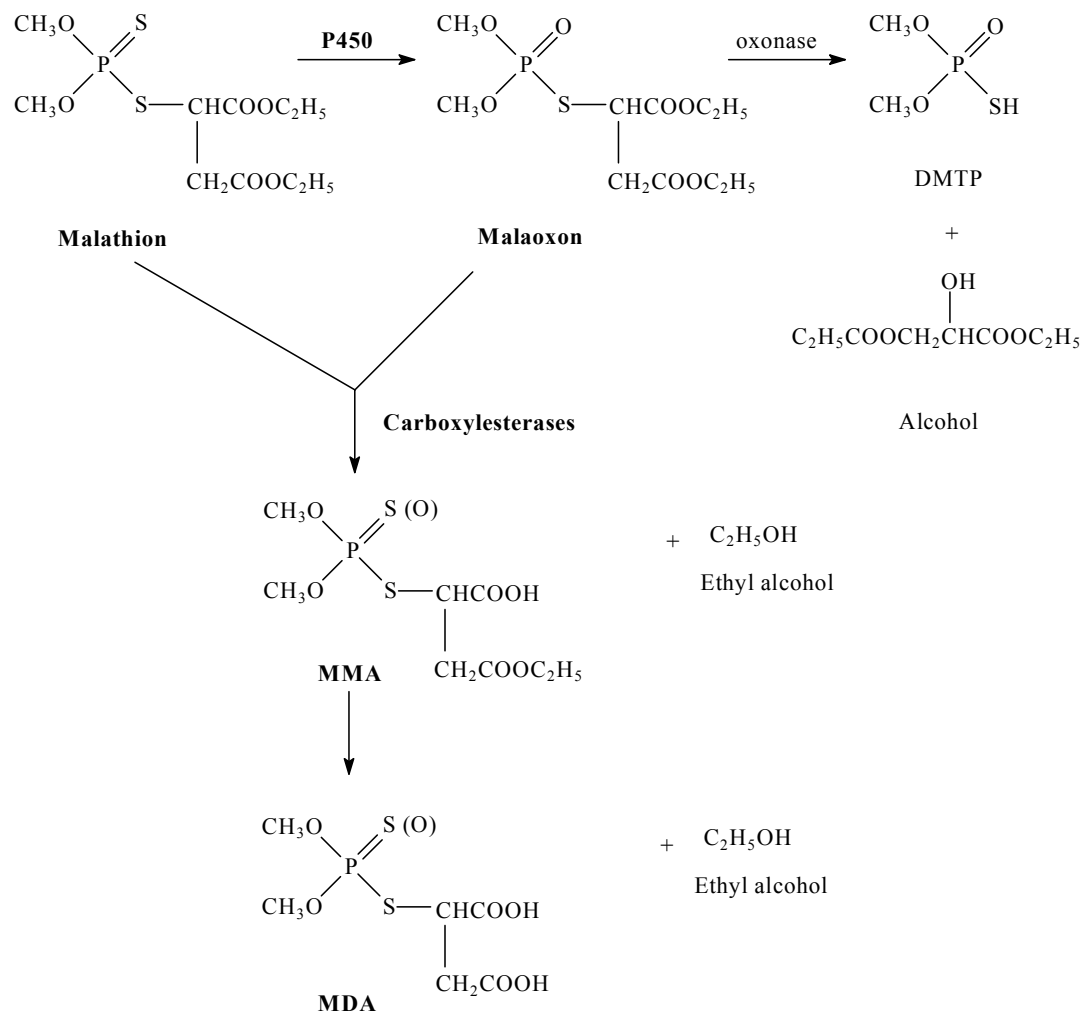 CH₃O S P450 CH₃O O oxonase CH₃O O
P P P
CH₃O S CHCOOC₂H₅ CH₃O S CHCOOC₂H₅ CH₃O SH
CH₂COOC₂H₅ CH₂COOC₂H₅ DMTP
Malathion Malaoxon +
OH
C₂H₅COOCH₂CHCOOC₂H₅
Carboxylesterases Alcohol
CH₃O S (O) + C₂H₅OH
P
CH₃O S CHCOOH Ethyl alcohol
MMA CH₂COOC₂H₅
CH₃O S (O) + C₂H₅OH
P Ethyl alcohol
CH₃O S CHCOOH
CH₂COOH
MDA